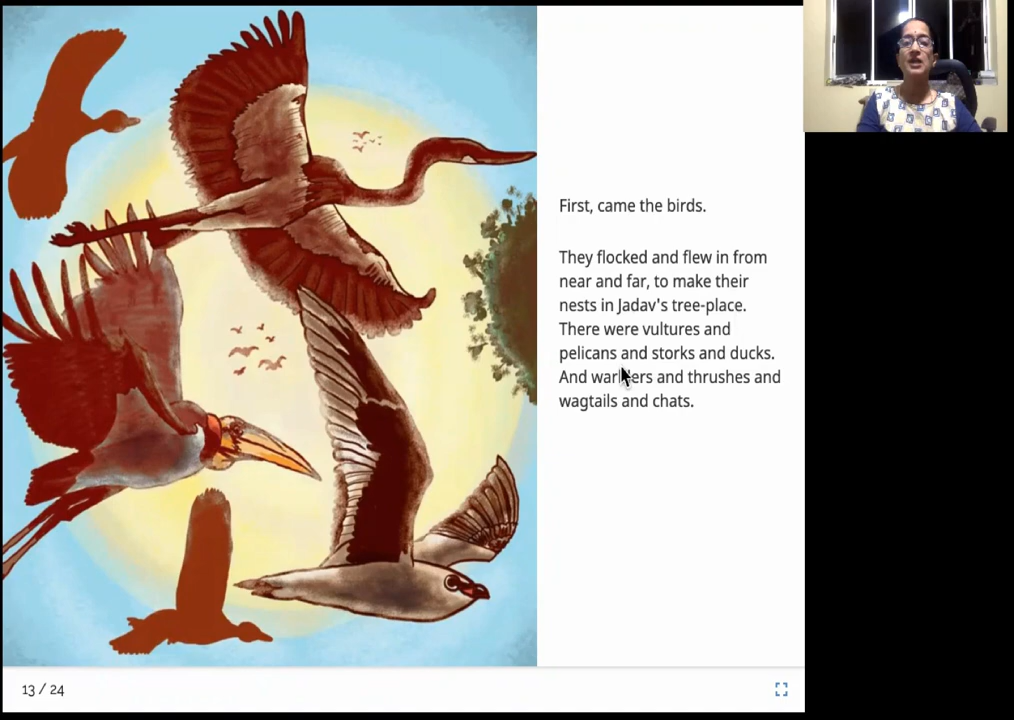 First, came the birds.
They flocked and flew in from
near and far, to make their
nests in Jadav's tree-place.
There were vultures and
pelicans and storks and ducks.
And warblers and thrushes and
wagtails and chats.
13 / 24